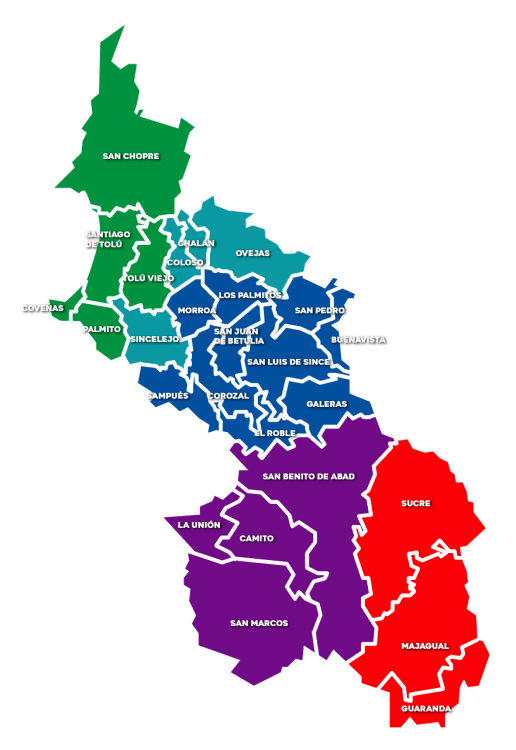 SAN CHOPRE
SANTIAGO
DE TOLÚ
CHALÁN
OVEJAS
COLOSO
TOLÚ VIEJO
LOS PALMITOS
COVEÑAS
MORROA
SAN PEDRO
PALMITO
SINCELEJO
SAN JUAN
DE BETULIA
BUENAVISTA
SAN LUIS DE SINCE
SAMPUÉS
COROZAL
GALERAS
EL ROBLE
SAN BENITO DE ABAD
SUCRE
LA UNIÓN
CAMITO
SAN MARCOS
MAJAGUAL
GUARANDA